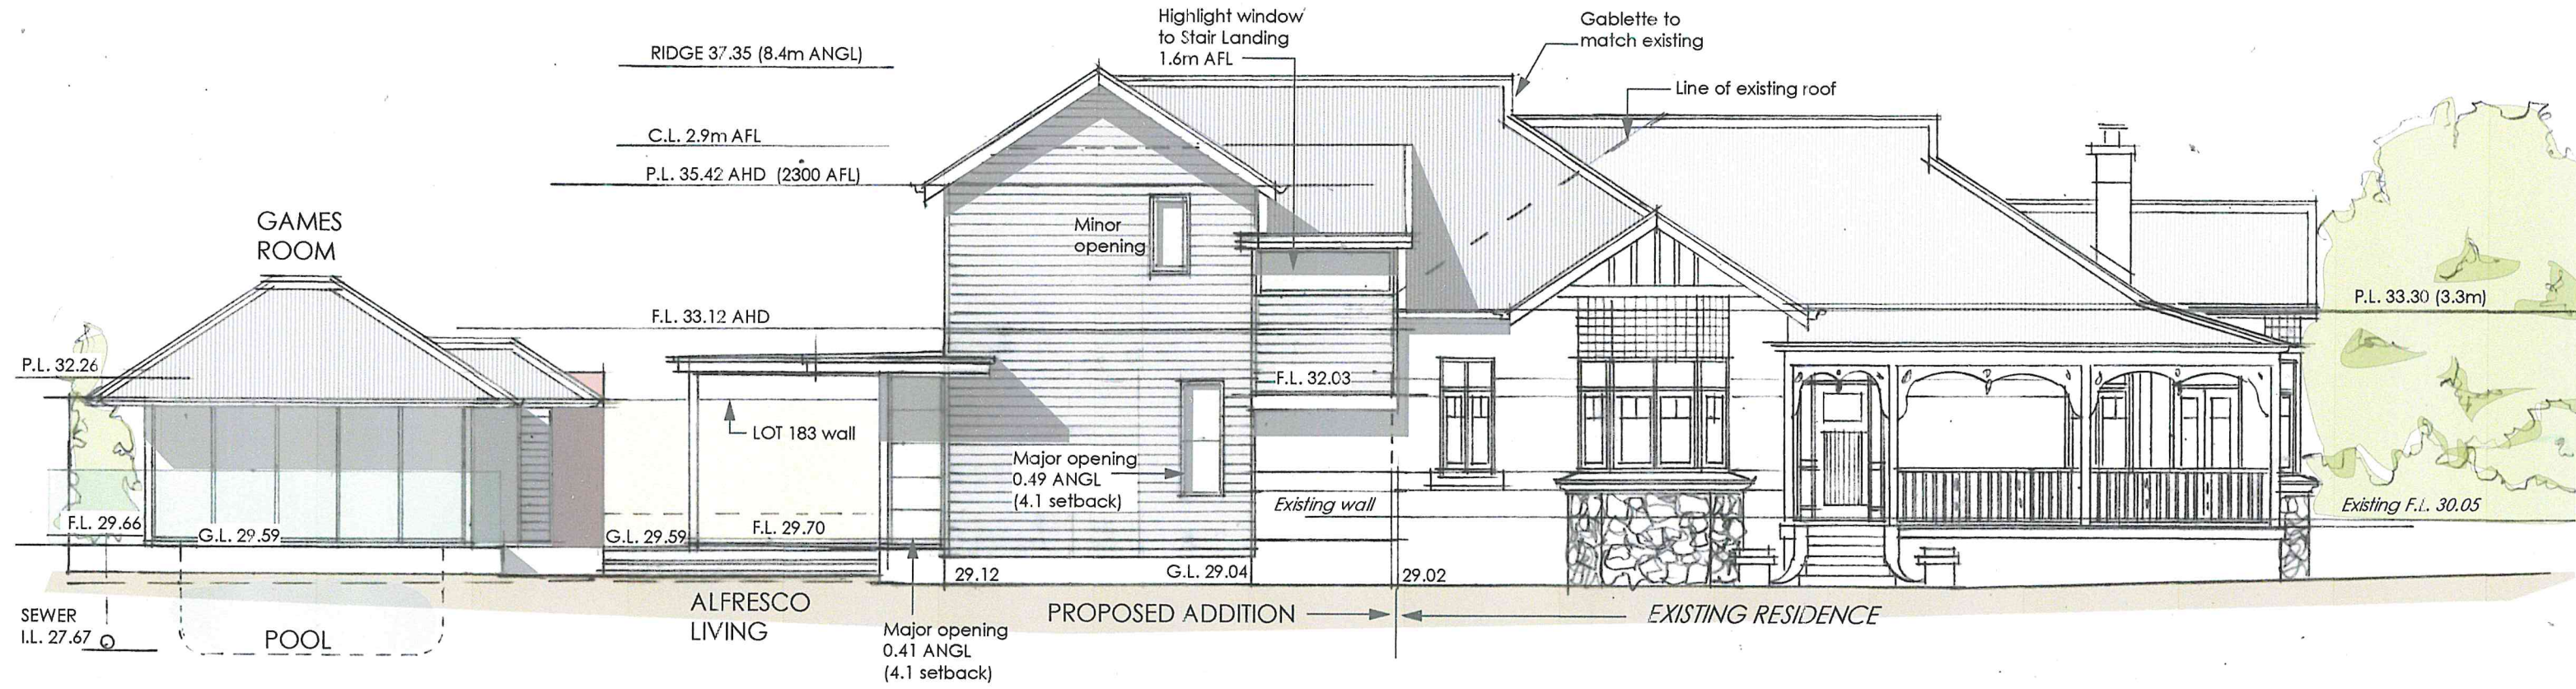 Highlight window
to Stair Landing
1.6m AFL
Gablette to
match existing
RIDGE 37.35 (8.4m ANGL)
Line of existing roof
C.L. 2.9m AFL
P.L. 35.42 AHD (2300 AFL)
GAMES
ROOM
Minor
opening
P.L. 33.30 (3.3m)
F.L. 33.12 AHD
P.L. 32.26
F.L. 32.03
LOT 183 wall
Major opening
0.49 ANGL
(4.1 setback)
Existing wall
Existing F.L. 30.05
F.L. 29.66
G.L. 29.59
G.L. 29.59
F.L. 29.70
29.12
G.L. 29.04
29.02
SEWER
I.L. 27.67
POOL
ALFRESCO
LIVING
Major opening
0.41 ANGL
(4.1 setback)
PROPOSED ADDITION
EXISTING RESIDENCE